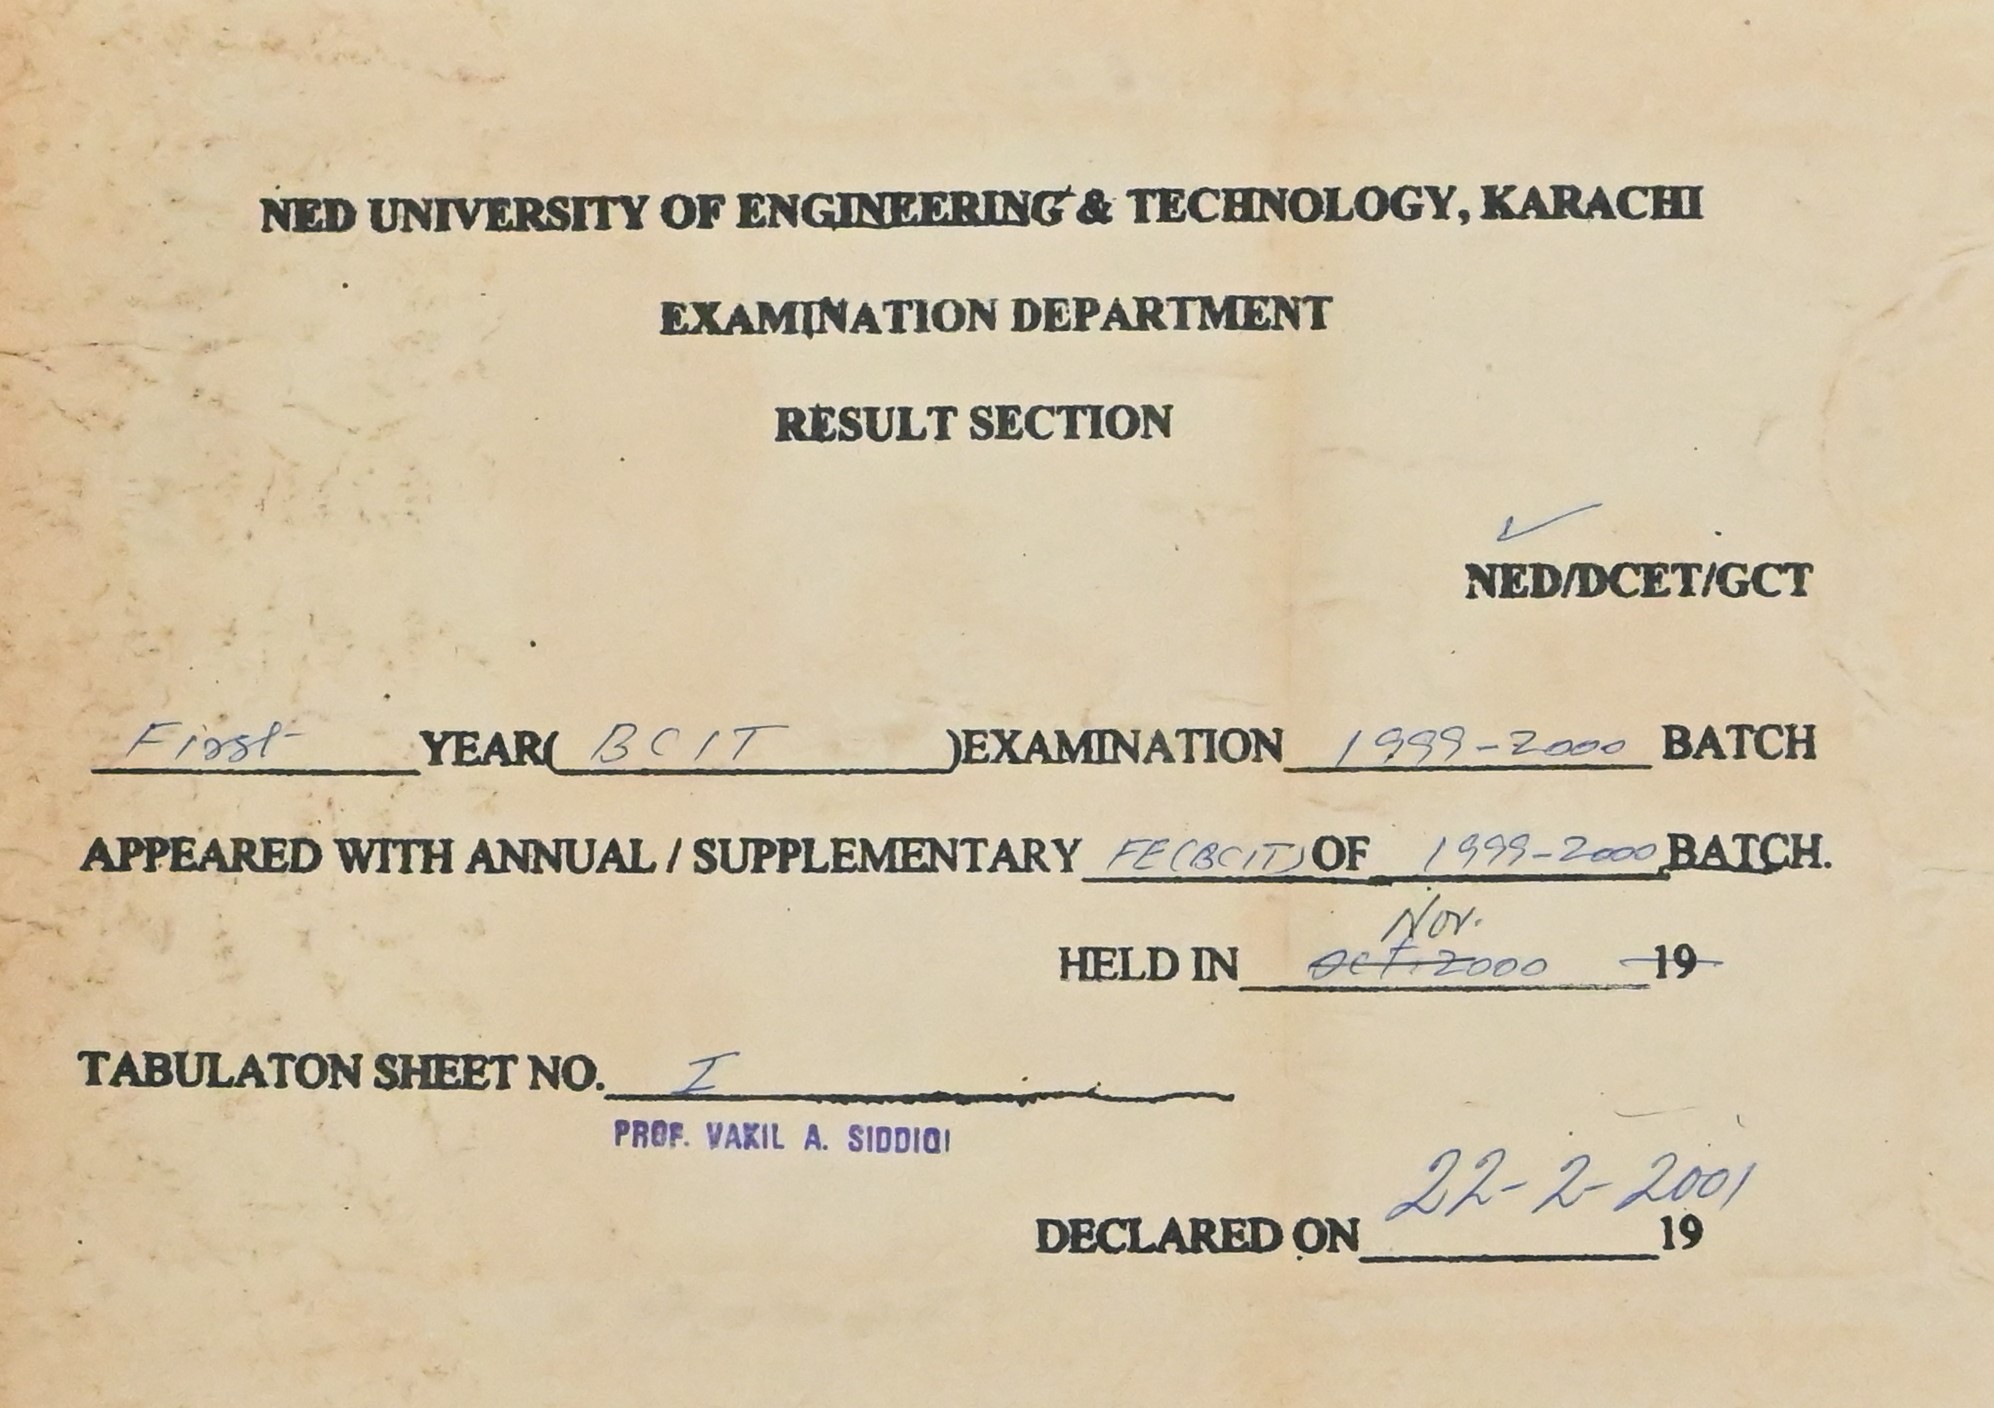 NED UNIVERSITY OF ENGINEERING & TECHNOLOGY, KARACHI
EXAMINATION DEPARTMENT
RESULT SECTION
NED/DCET/GCT
First YEAR( BCIT )EXAMINATION 1999-2000 BATCH
APPEARED WITH ANNUAL / SUPPLEMENTARY FE(BCIT) OF 1999-2000 BATCH.
Nov.
HELD IN Oct. 2000 19
TABULATON SHEET NO. I
PROF. VAKIL A. SIDDIQI
22-2-2001
DECLARED ON 19